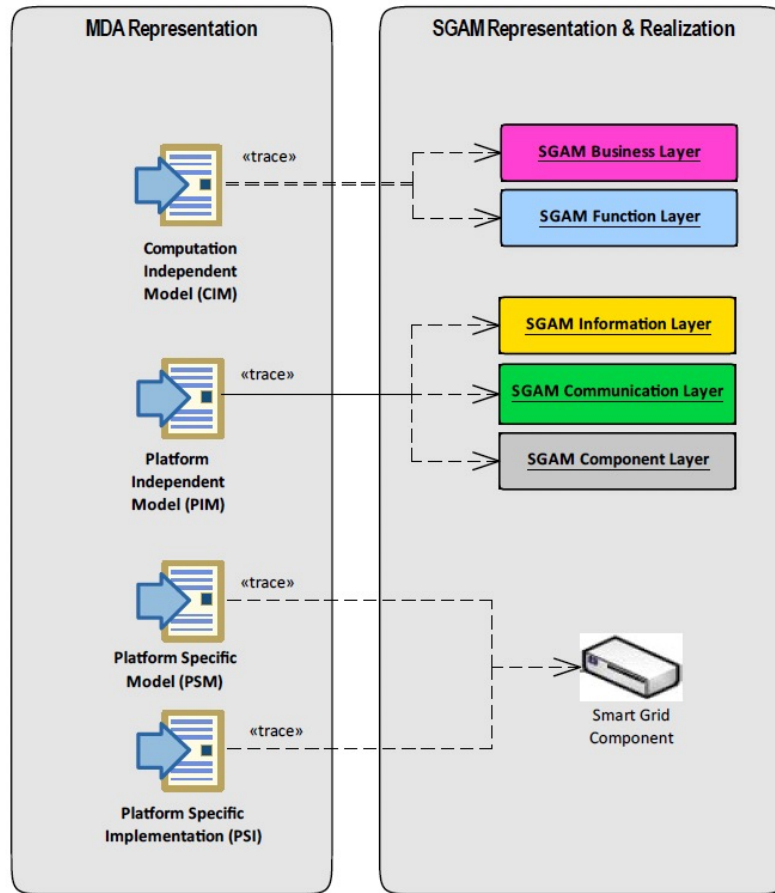 MDA Representation
SGAM Representation & Realization
«trace»
SGAM Business Layer
SGAM Function Layer
Computation
Independent
Model (CIM)
«trace»
SGAM Information Layer
SGAM Communication Layer
SGAM Component Layer
Platform
Independent
Model (PIM)
«trace»
Platform Specific
Model (PSM)
Smart Grid
Component
«trace»
Platform Specific
Implementation (PSI)